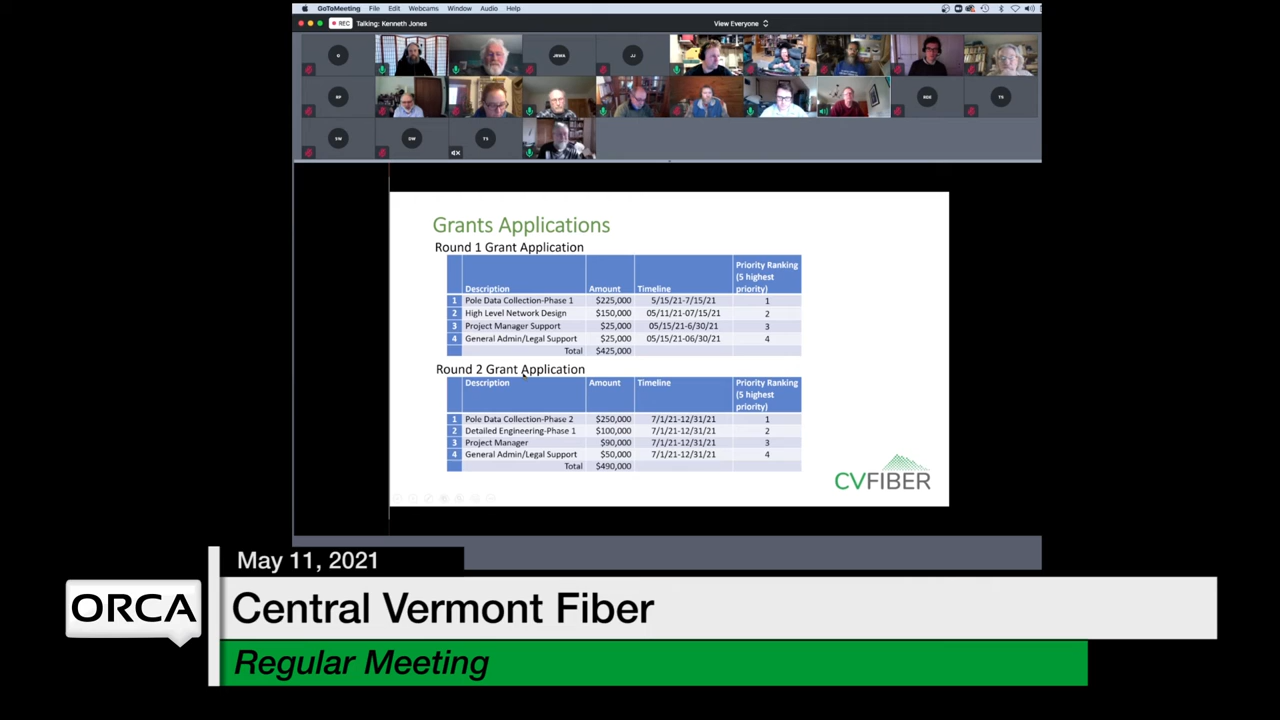 GoToMeeting File Edit Webcams Window Audio Help
REC Talking: Kenneth Jones View Everyone
JJ
TS
SW DW TS
Grants Applications
Round 1 Grant Application
Description Amount Timeline Priority Ranking (5 highest priority)
1 Pole Data Collection-Phase 1 $225,000 5/15/21-7/15/21 1
2 High Level Network Design $150,000 05/11/21-07/15/21 2
3 Project Manager Support $25,000 05/15/21-6/30/21 3
4 General Admin/Legal Support $25,000 05/15/21-06/30/21 4
Total $425,000
Round 2 Grant Application
Description Amount Timeline Priority Ranking (5 highest priority)
1 Pole Data Collection-Phase 2 $250,000 7/1/21-12/31/21 1
2 Detailed Engineering-Phase 1 $100,000 7/1/21-12/31/21 2
3 Project Manager $90,000 7/1/21-12/31/21 3
4 General Admin/Legal Support $50,000 7/1/21-12/31/21 4
Total $490,000
CVFIBER
May 11, 2021
ORCA
Central Vermont Fiber
Regular Meeting